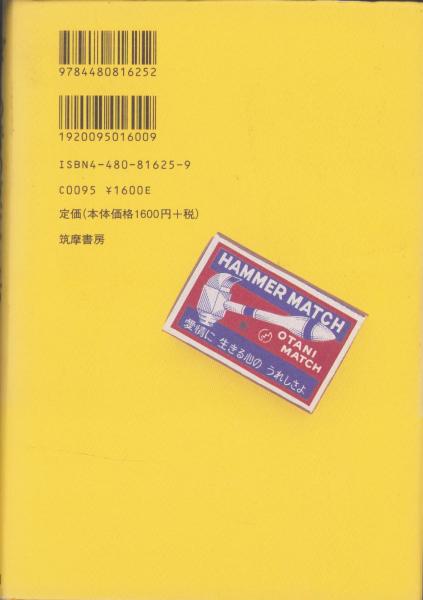 9784480816252
1920095016009
ISBN4-480-81625-9
C0095 ¥1600E
定価(本体価格1600円+税)
筑摩書房
HAMMER MATCH
OTANI
MATCH
愛情に 生きる心の うれしさよ